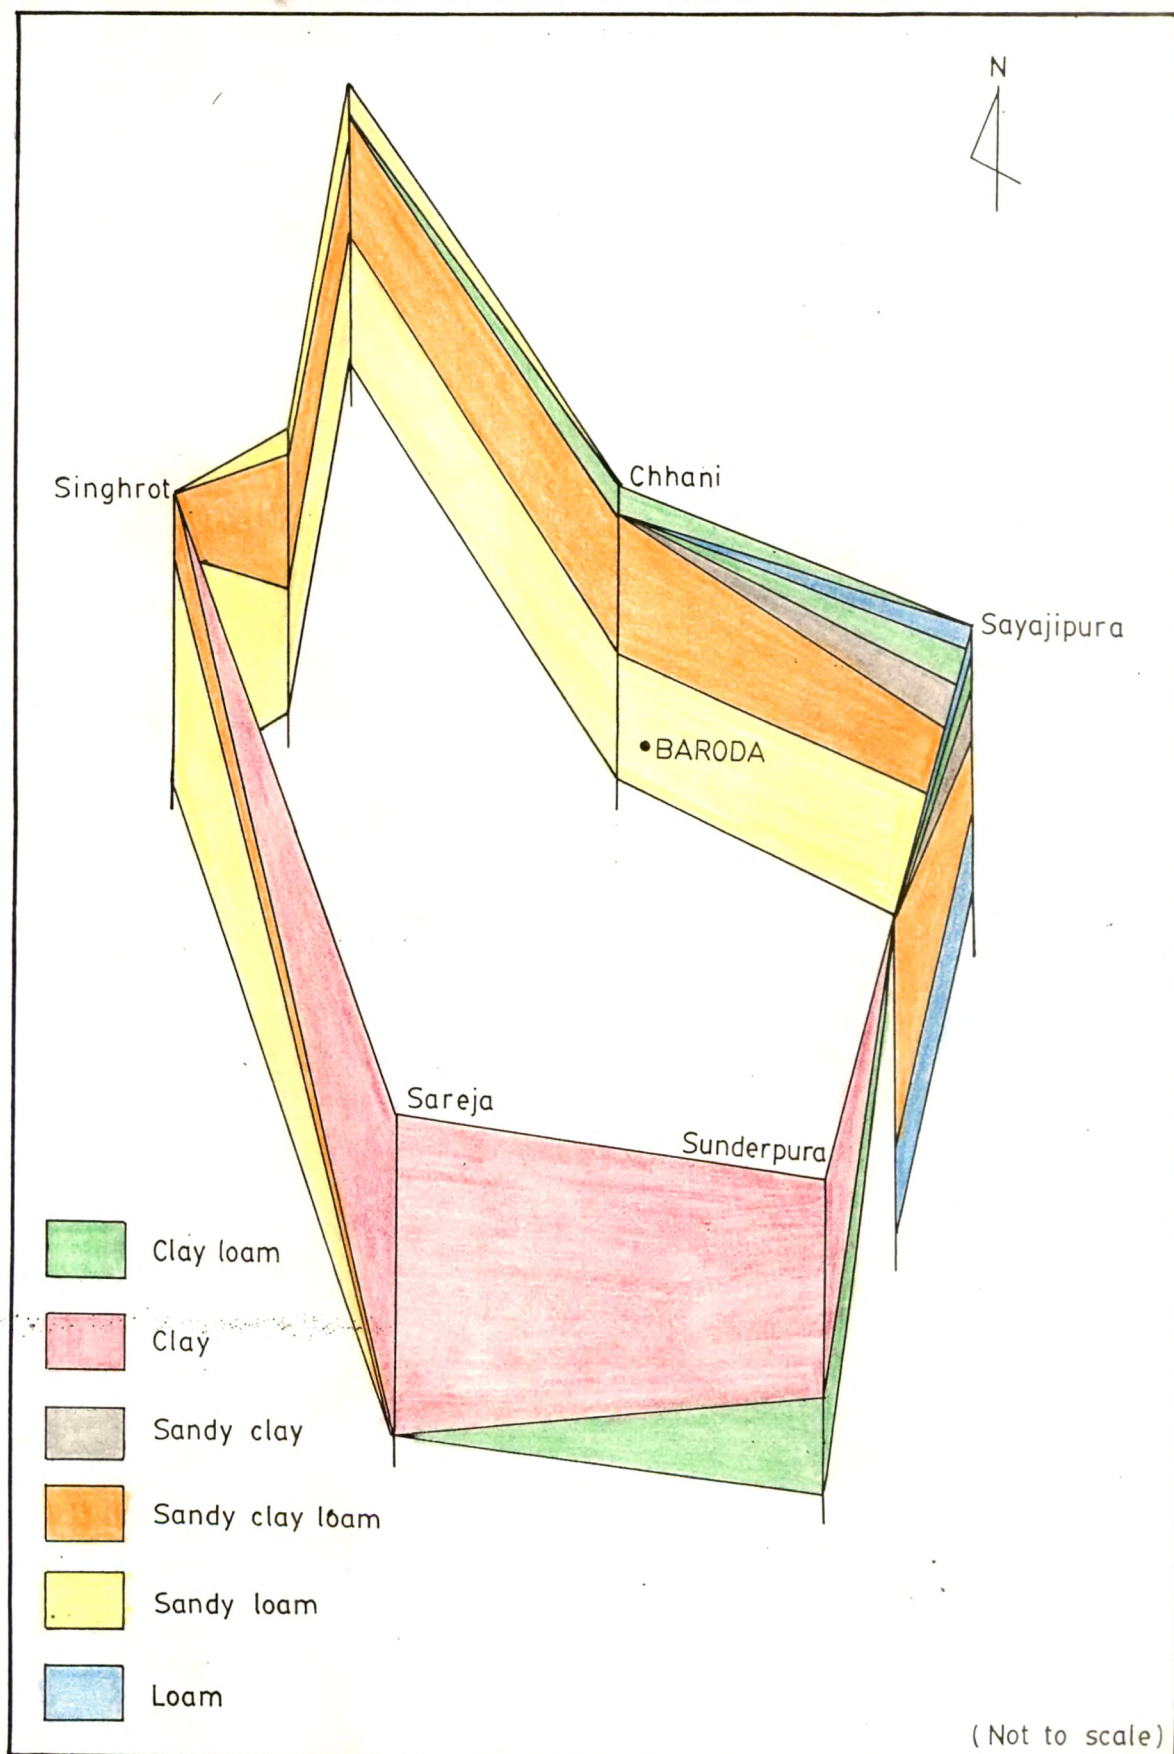 N
Singhrot
Chhani
Sayajipura
BARODA
Sareja
Sunderpura
Clay loam
Clay
Sandy clay
Sandy clay loam
Sandy loam
Loam
(Not to scale)